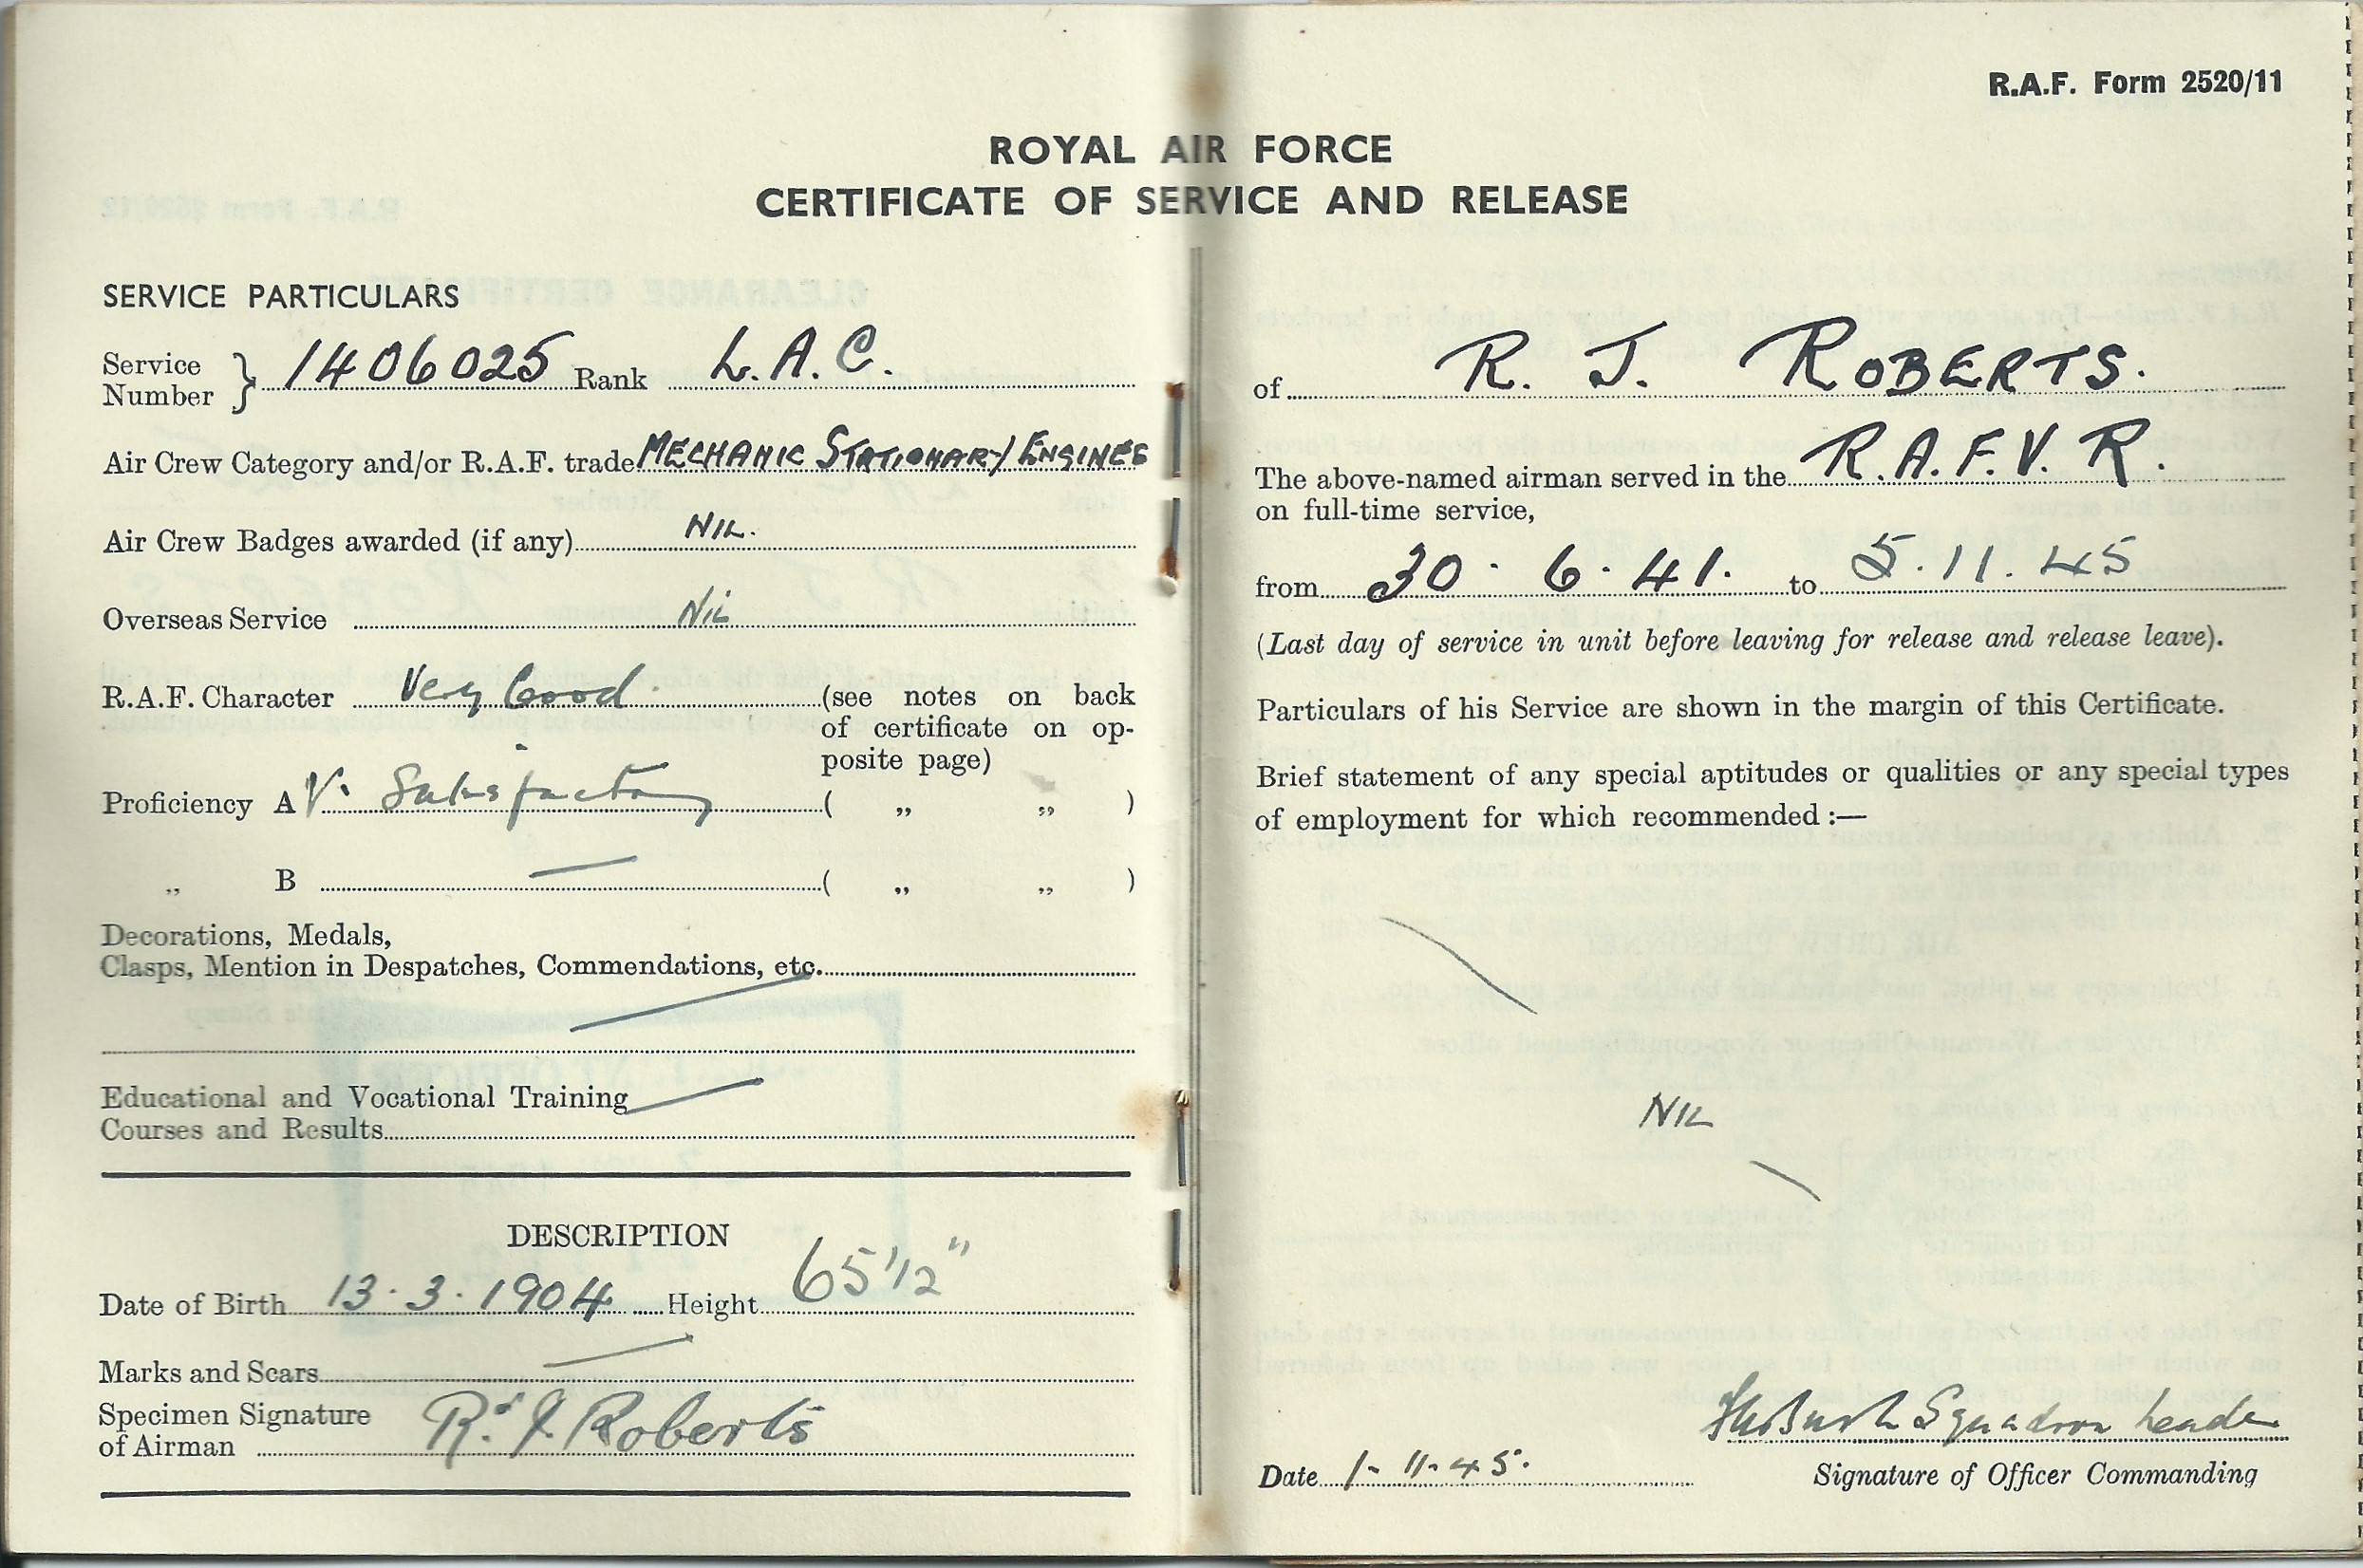 R.A.F. Form 2520/11
ROYAL AIR FORCE
CERTIFICATE OF SERVICE AND RELEASE
SERVICE PARTICULARS
Service Number } 1406025 Rank L.A.C.
Air Crew Category and/or R.A.F. trade MECHANIC STATIONARY ENGINES
Air Crew Badges awarded (if any) NIL.
Overseas Service Nil
R.A.F. Character Very Good. (see notes on back
of certificate on op-
posite page)
Proficiency A V. Satisfactory ( „ „ )
„ B — ( „ „ )
Decorations, Medals,
Clasps, Mention in Despatches, Commendations, etc.
Educational and Vocational Training
Courses and Results
DESCRIPTION
Date of Birth 13.3.1904 Height 65 1/2"
Marks and Scars
Specimen Signature
of Airman R. J. Roberts
of R. J. ROBERTS.
The above-named airman served in the R.A.F.V.R.
on full-time service,
from 30.6.41. to 5.11.45
(Last day of service in unit before leaving for release and release leave).
Particulars of his Service are shown in the margin of this Certificate.
Brief statement of any special aptitudes or qualities or any special types
of employment for which recommended :—
NIL
Squadron Leader
Date 1-11-45. Signature of Officer Commanding